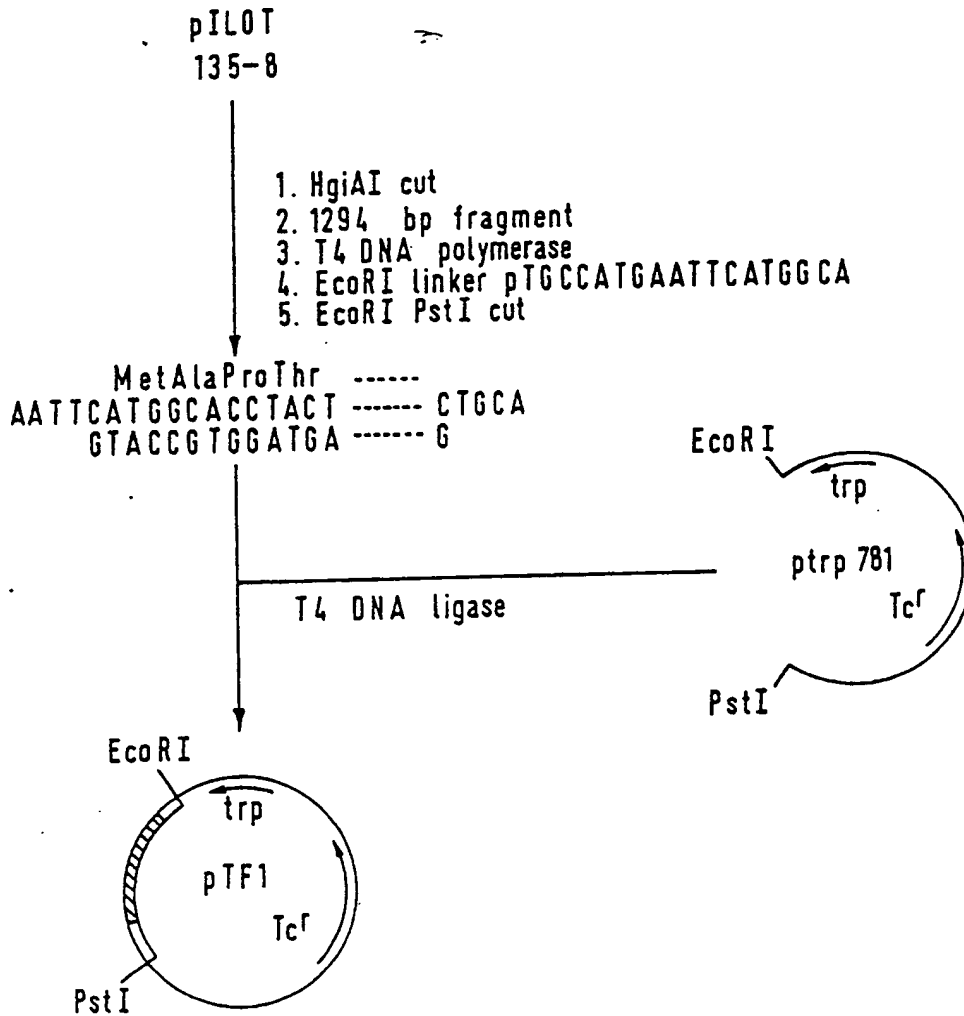 pILOT
135-8
1. HgiAI cut
2. 1294 bp fragment
3. T4 DNA polymerase
4. EcoRI linker pTGCCATGAATTCATGGCA
5. EcoRI PstI cut
MetAlaProThr ------
AATTCATGGCACCTACT ------- CTGCA
GTACCGTGGATGA ------ G
EcoRI
trp
ptrp 781
Tcr
PstI
T4 DNA ligase
EcoRI
trp
pTF1
Tcr
PstI